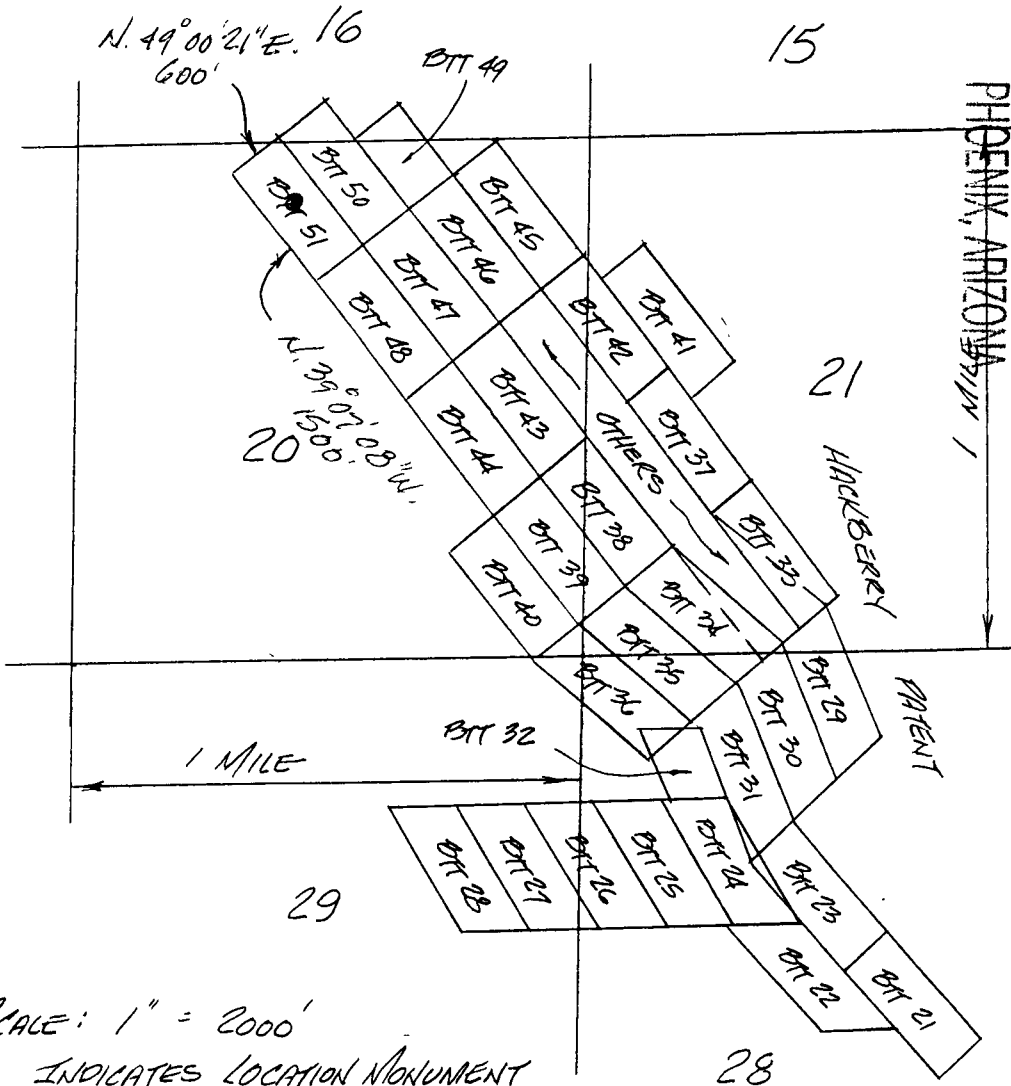 N. 49°00'21"E. 16
600'
BTT 49
15
PHOENIX, ARIZONA
1 MILE
BTT 50
BTT 51
BTT 45
BTT 46
BTT 47
BTT 48
BTT 41
BTT 42
21
N. 39°07'08"W.
1500'
20
BTT 43
BTT 44
OTHERS
BTT 37
HACKBERRY
BTT 38
BTT 39
BTT 40
BTT 33
BTT 34
BTT 35
BTT 36
BTT 29
BTT 30
PATENT
BTT 32
BTT 31
1 MILE
BTT 28
BTT 27
BTT 26
BTT 25
BTT 24
BTT 23
29
BTT 22
BTT 21
SCALE: 1" = 2000'
INDICATES LOCATION MONUMENT
28